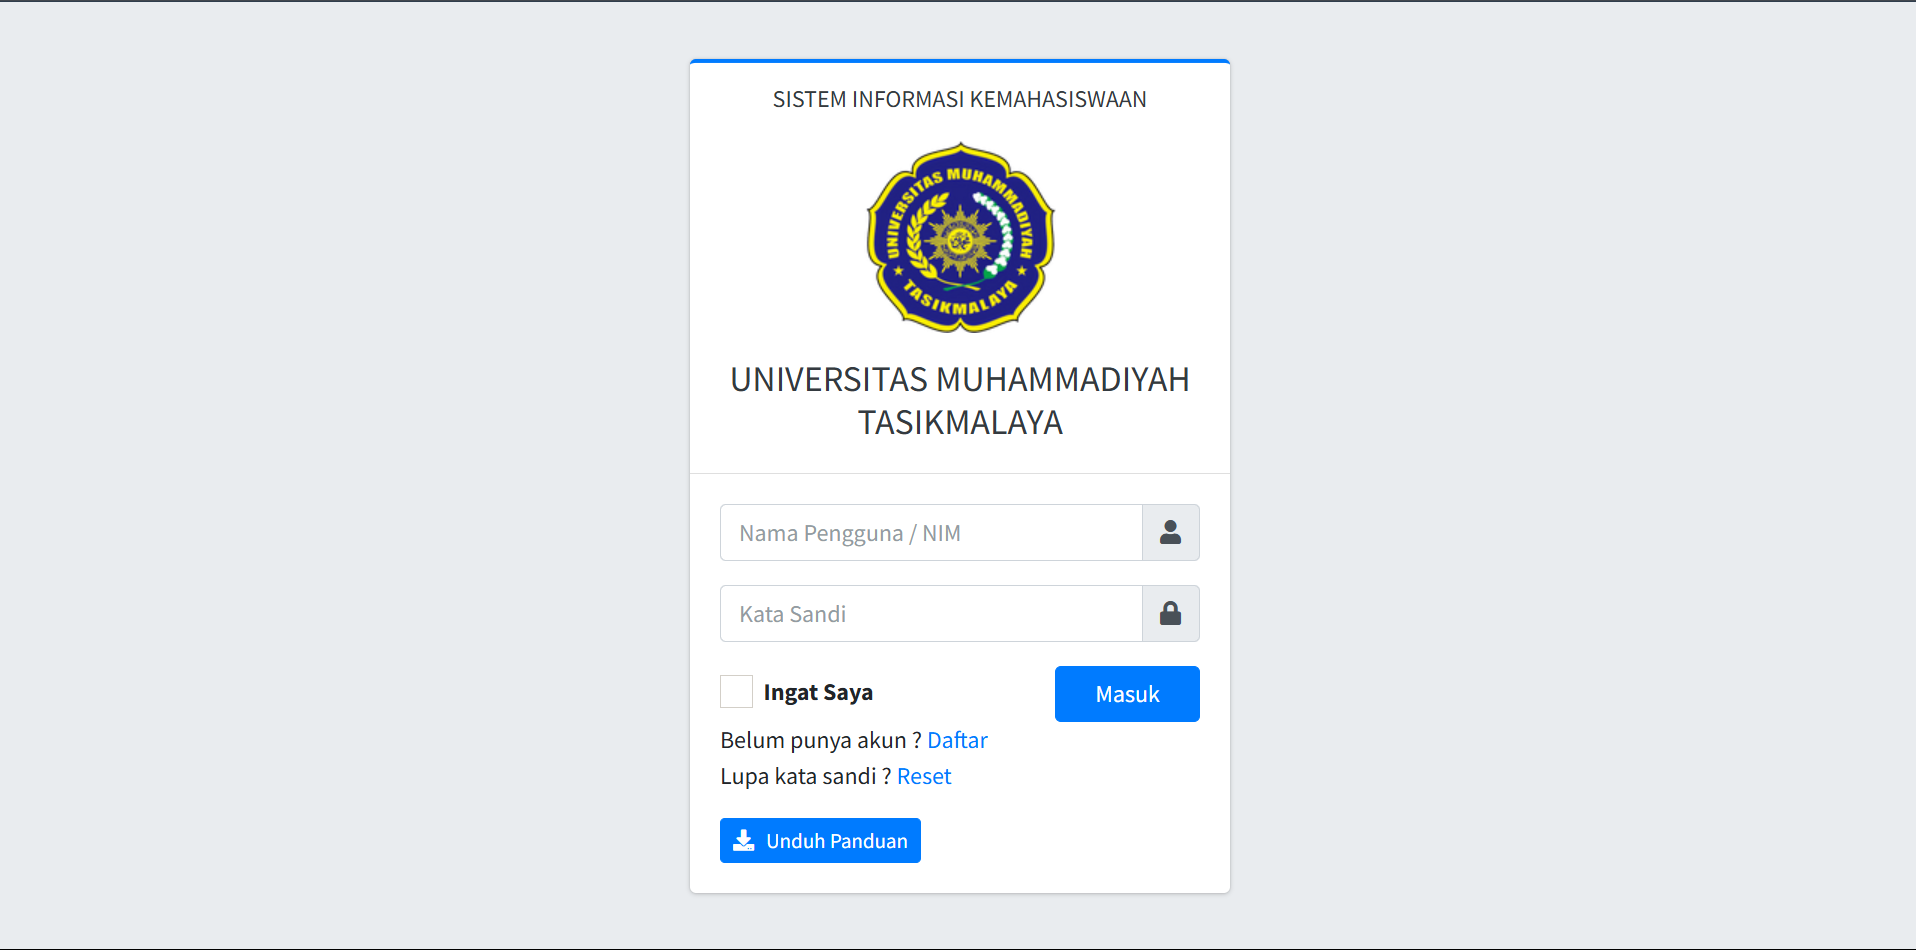 SISTEM INFORMASI KEMAHASISWAAN
UNIVERSITAS MUHAMMADIYAH
TASIKMALAYA
UNIVERSITAS MUHAMMADIYAH
TASIKMALAYA
Nama Pengguna / NIM
Kata Sandi
Ingat Saya
Masuk
Belum punya akun ? Daftar
Lupa kata sandi ? Reset
Unduh Panduan